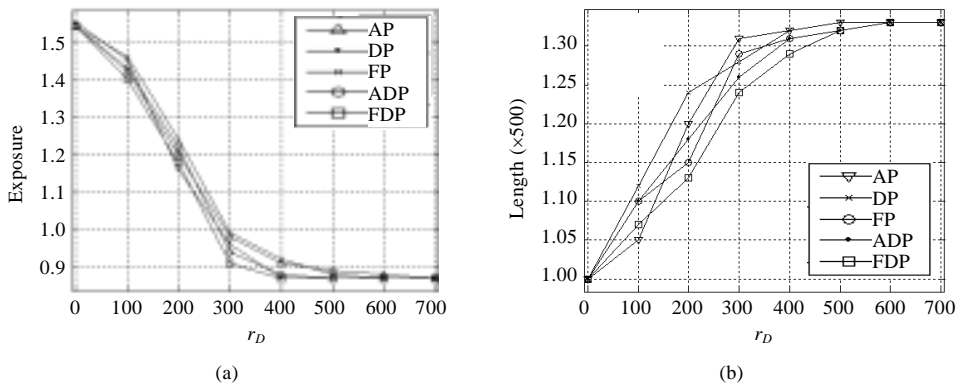 1.5
1.4
1.3
1.2
1.1
1.0
0.9
Exposure
0 100 200 300 400 500 600 700
r_D
AP
DP
FP
ADP
FDP
(a)
1.30
1.25
1.20
1.15
1.10
1.05
1.00
Length (×500)
0 100 200 300 400 500 600 700
r_D
AP
DP
FP
ADP
FDP
(b)